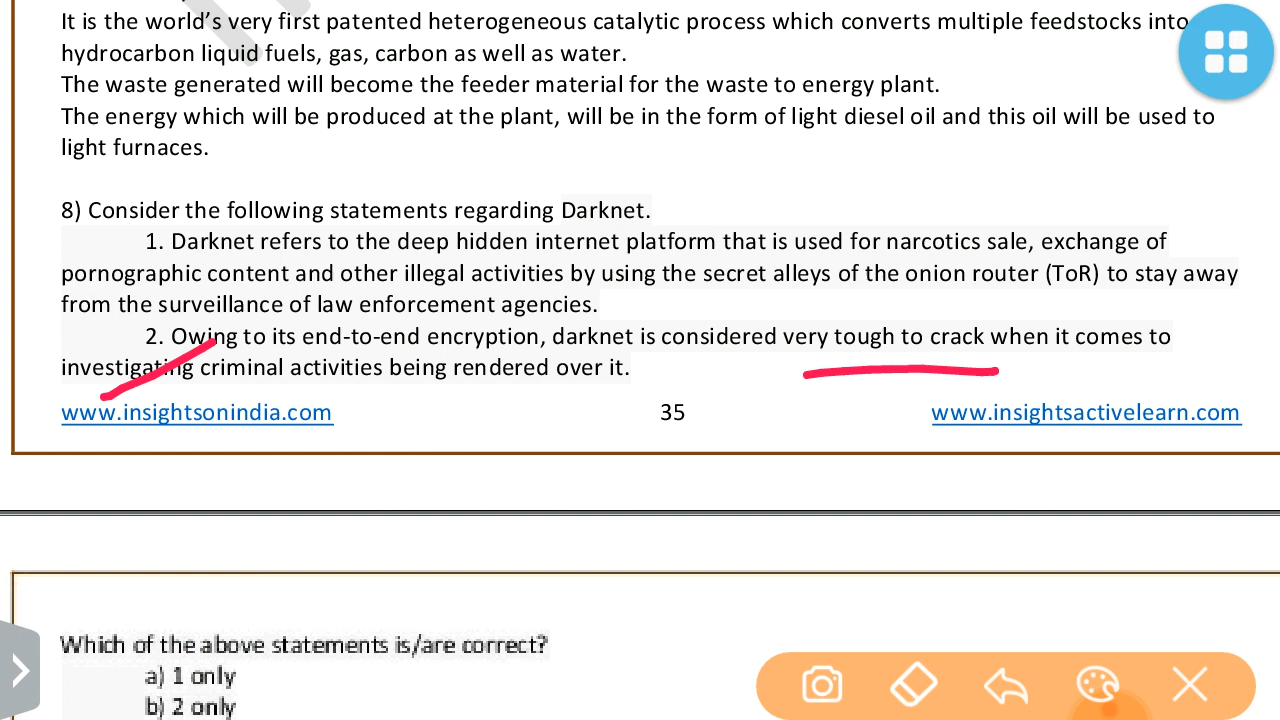 It is the world's very first patented heterogeneous catalytic process which converts multiple feedstocks into
hydrocarbon liquid fuels, gas, carbon as well as water.
The waste generated will become the feeder material for the waste to energy plant.
The energy which will be produced at the plant, will be in the form of light diesel oil and this oil will be used to
light furnaces.
8) Consider the following statements regarding Darknet.
1. Darknet refers to the deep hidden internet platform that is used for narcotics sale, exchange of
pornographic content and other illegal activities by using the secret alleys of the onion router (ToR) to stay away
from the surveillance of law enforcement agencies.
2. Owing to its end-to-end encryption, darknet is considered very tough to crack when it comes to
investigating criminal activities being rendered over it.
www.insightsonindia.com 35 www.insightsactivelearn.com
Which of the above statements is/are correct?
a) 1 only
b) 2 only